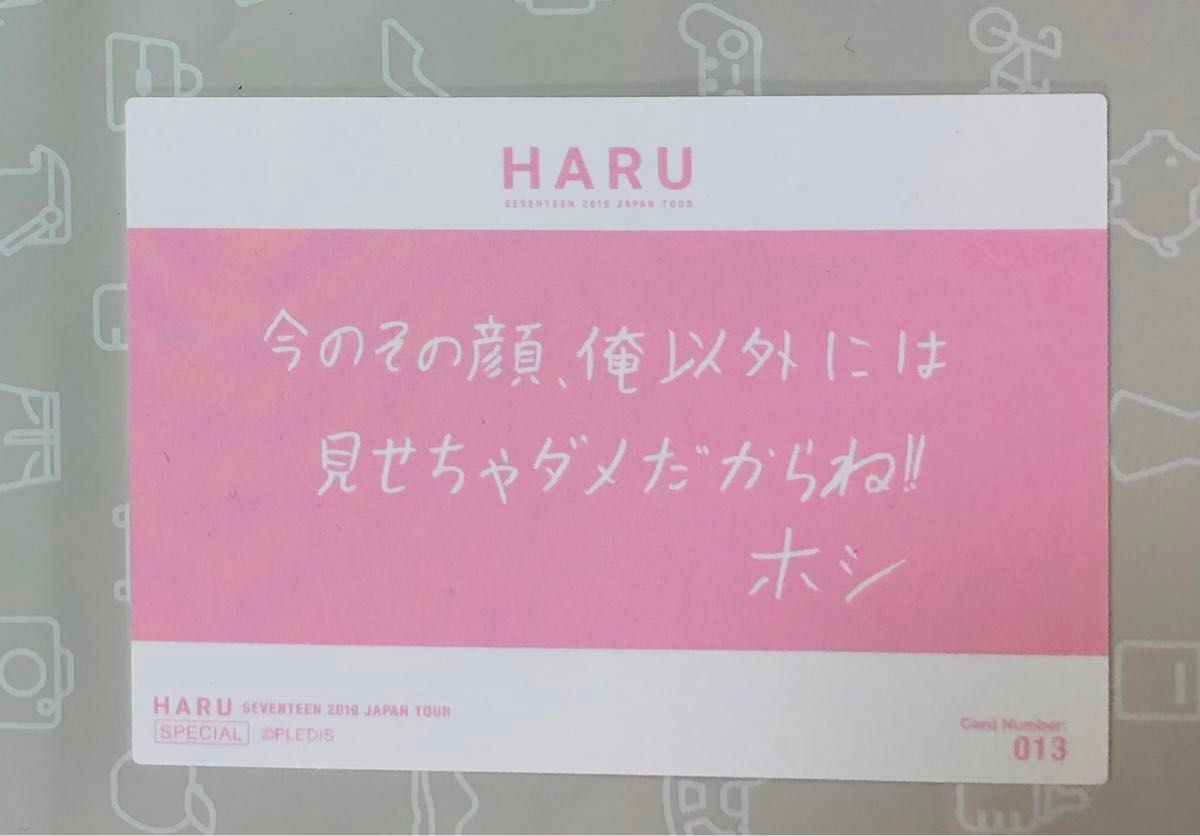 HARU
SEVENTEEN 2019 JAPAN TOUR
今のその顔、俺以外には
見せちゃダメだからね!!
ホシ
HARU SEVENTEEN 2019 JAPAN TOUR
SPECIAL ©PLEDIS
Card Number:
013